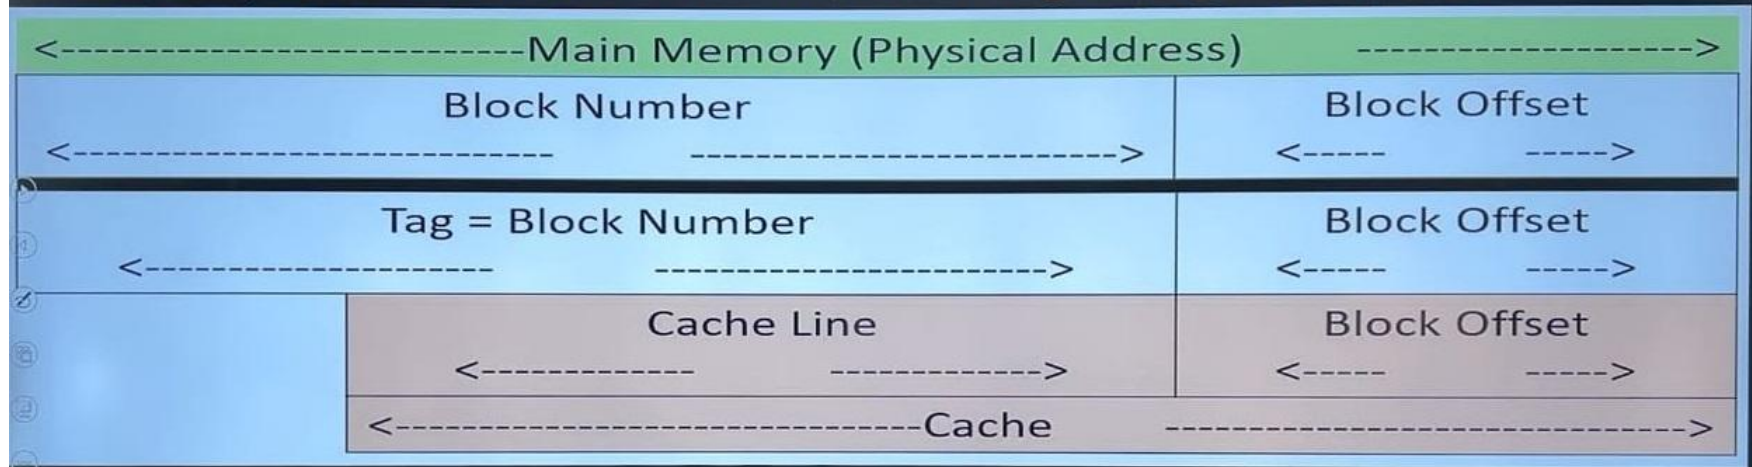 <---------------------------Main Memory (Physical Address) -------------------->
Block Number Block Offset
<----------------------------- --------------------------> <----- ----->
Tag = Block Number Block Offset
<--------------------- ------------------------> <----- ----->
Cache Line Block Offset
<------------- -------------> <----- ----->
<--------------------------------Cache -------------------------------->